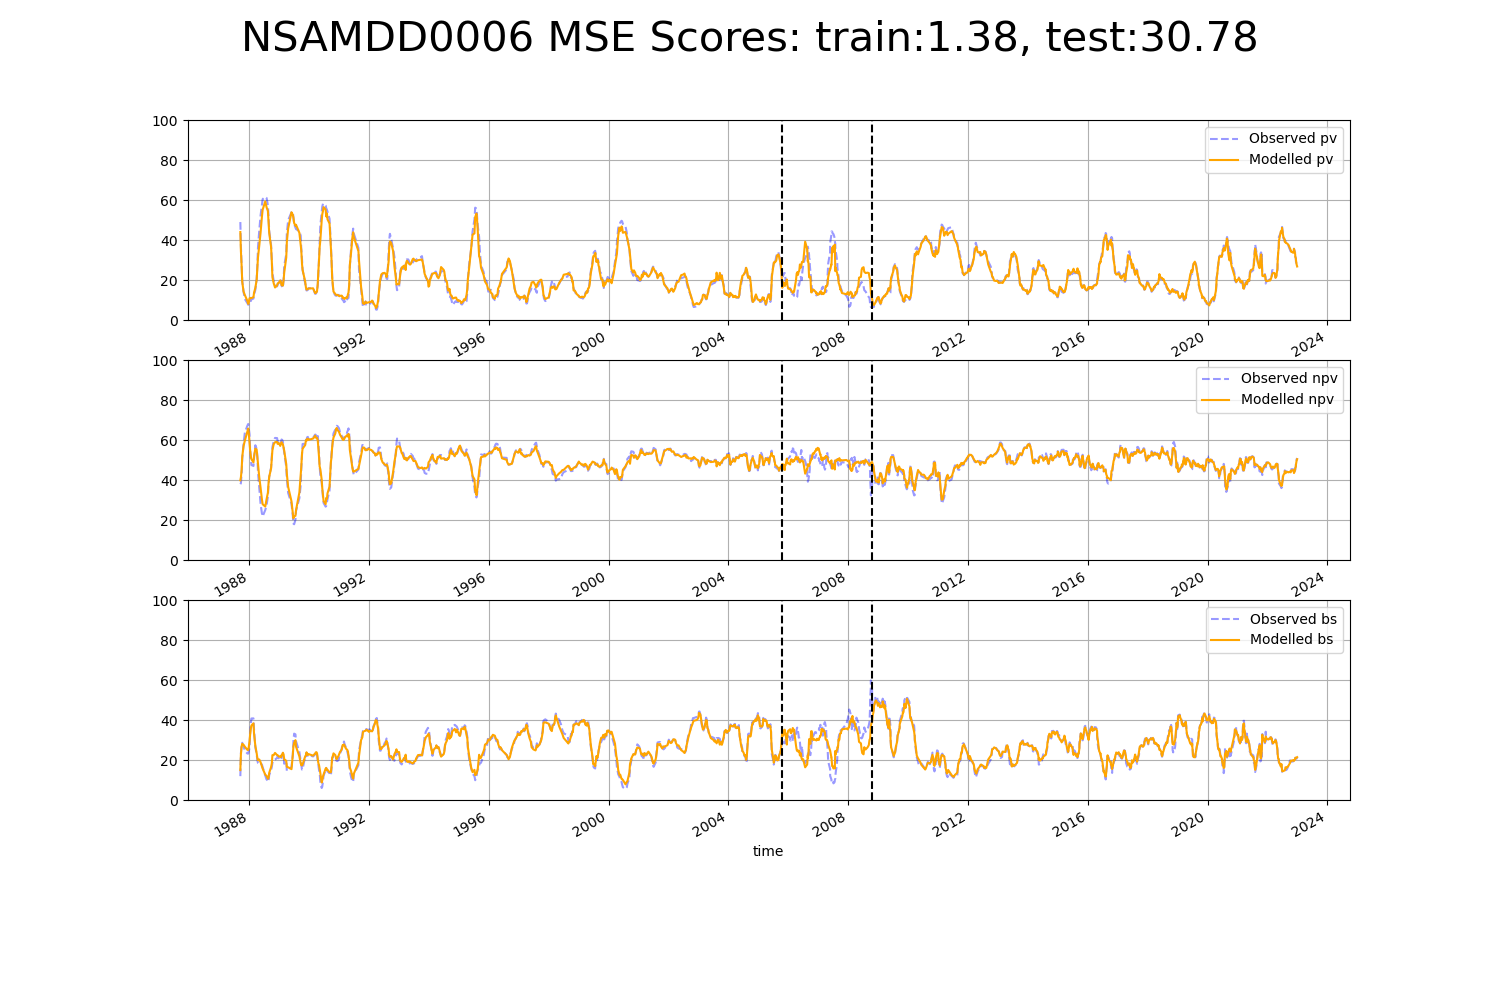 NSAMDD0006 MSE Scores: train:1.38, test:30.78
100
80
60
40
20
0
Observed pv
Modelled pv
1988 1992 1996 2000 2004 2008 2012 2016 2020 2024
100
80
60
40
20
0
Observed npv
Modelled npv
1988 1992 1996 2000 2004 2008 2012 2016 2020 2024
100
80
60
40
20
0
Observed bs
Modelled bs
1988 1992 1996 2000 2004 2008 2012 2016 2020 2024
time